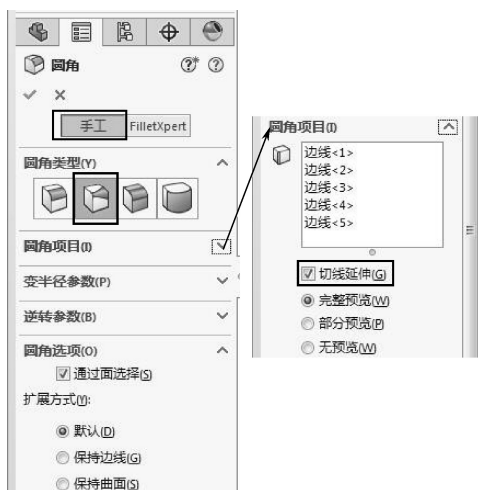 圆角
手工 FilletXpert
圆角类型(Y)
圆角项目(I)
变半径参数(P)
逆转参数(B)
圆角选项(O)
通过面选择(S)
扩展方式(Y):
默认(D)
保持边线(G)
保持曲面(S)
圆角项目(I)
边线<1>
边线<2>
边线<3>
边线<4>
边线<5>
切线延伸(G)
完整预览(W)
部分预览(P)
无预览(W)